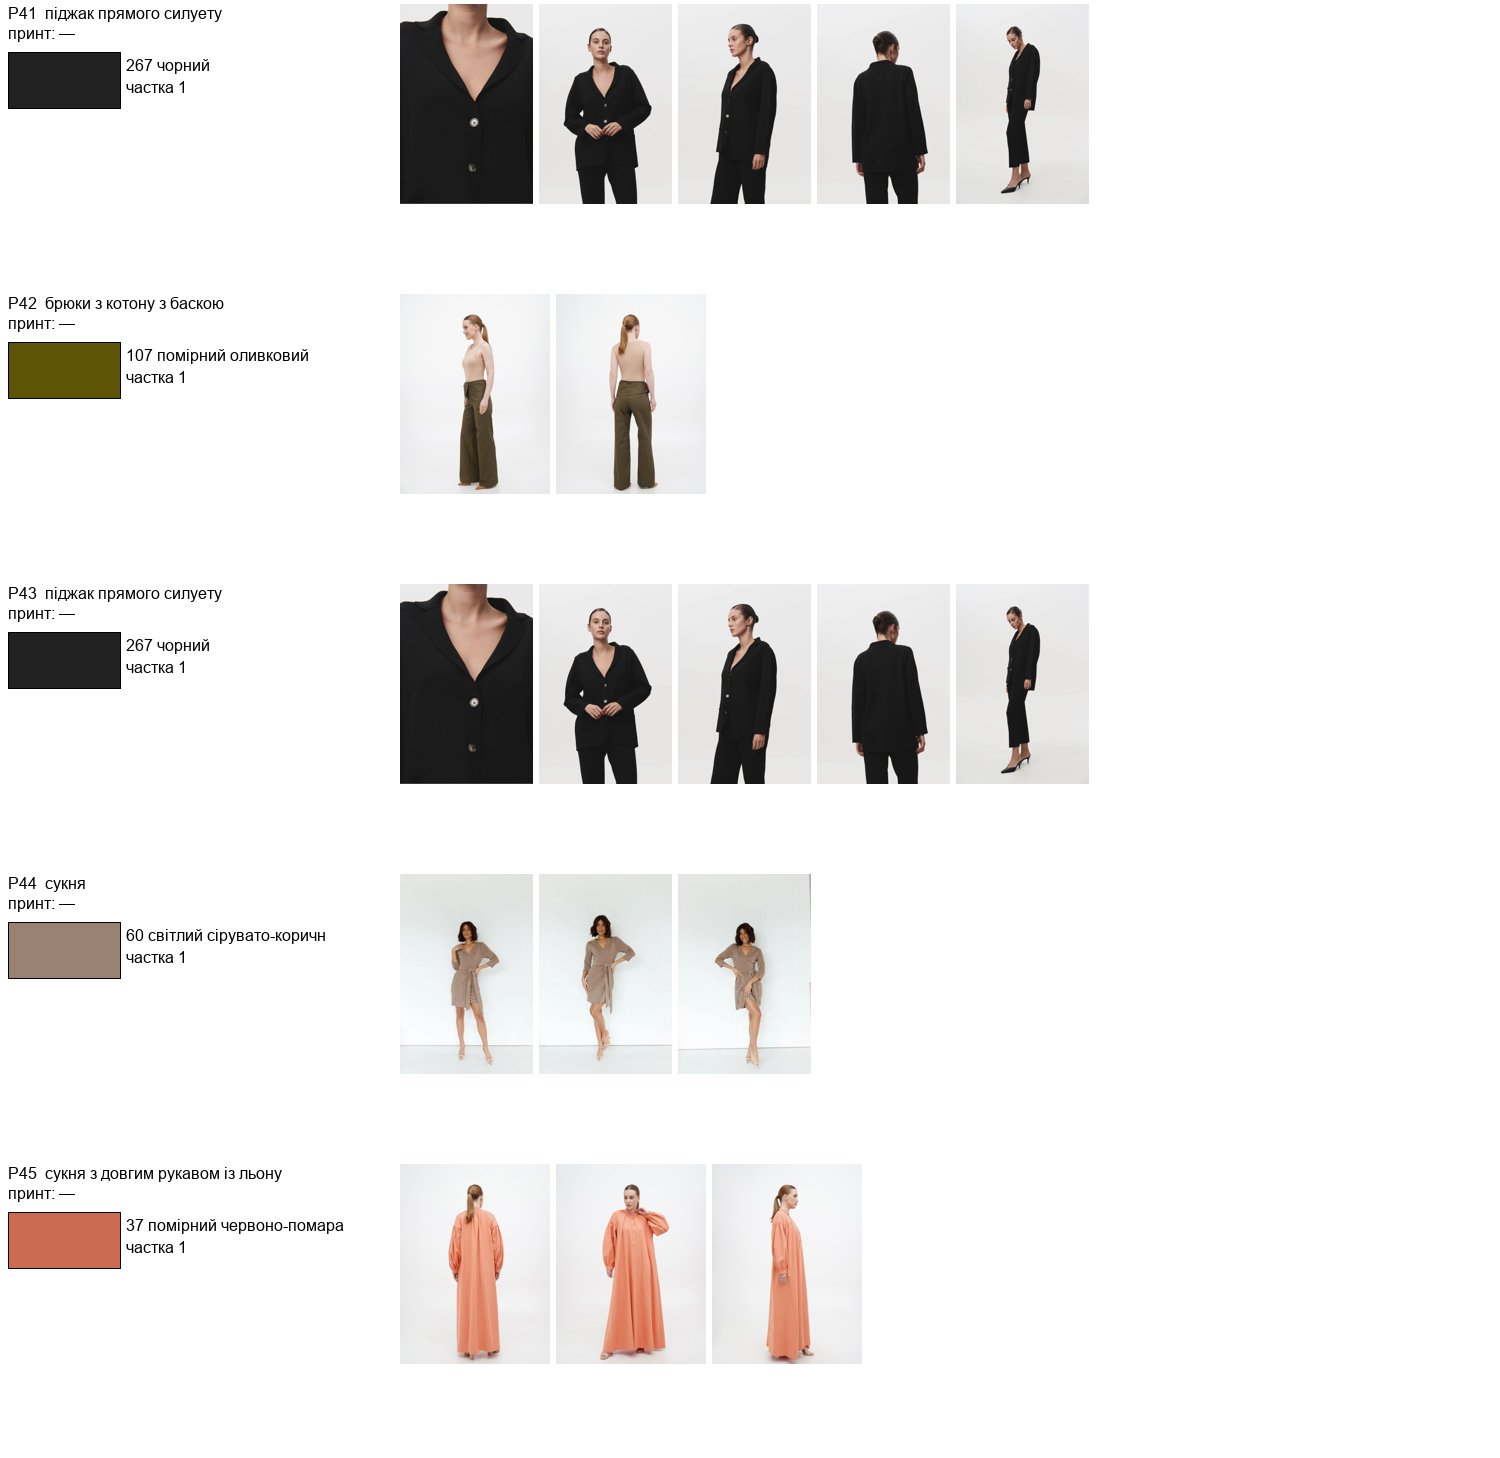 P41 піджак прямого силуету
принт: —
267 чорний
частка 1
P42 брюки з котону з баскою
принт: —
107 помірний оливковий
частка 1
P43 піджак прямого силуету
принт: —
267 чорний
частка 1
P44 сукня
принт: —
60 світлий сірувато-коричн
частка 1
P45 сукня з довгим рукавом із льону
принт: —
37 помірний червоно-помара
частка 1